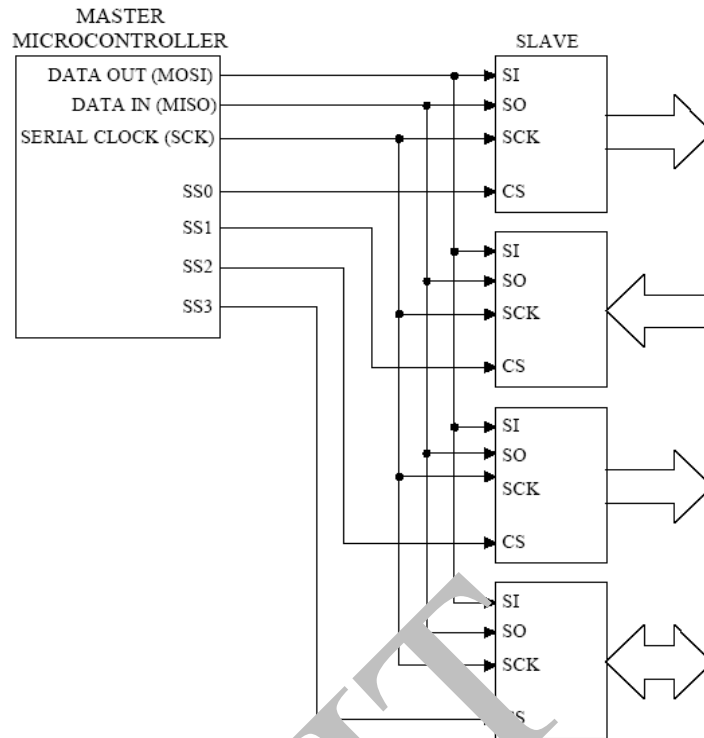 MASTER
MICROCONTROLLER
SLAVE
DATA OUT (MOSI)
DATA IN (MISO)
SERIAL CLOCK (SCK)
SS0
SS1
SS2
SS3
SI
SO
SCK
CS
SI
SO
SCK
CS
SI
SO
SCK
CS
SI
SO
SCK
CS